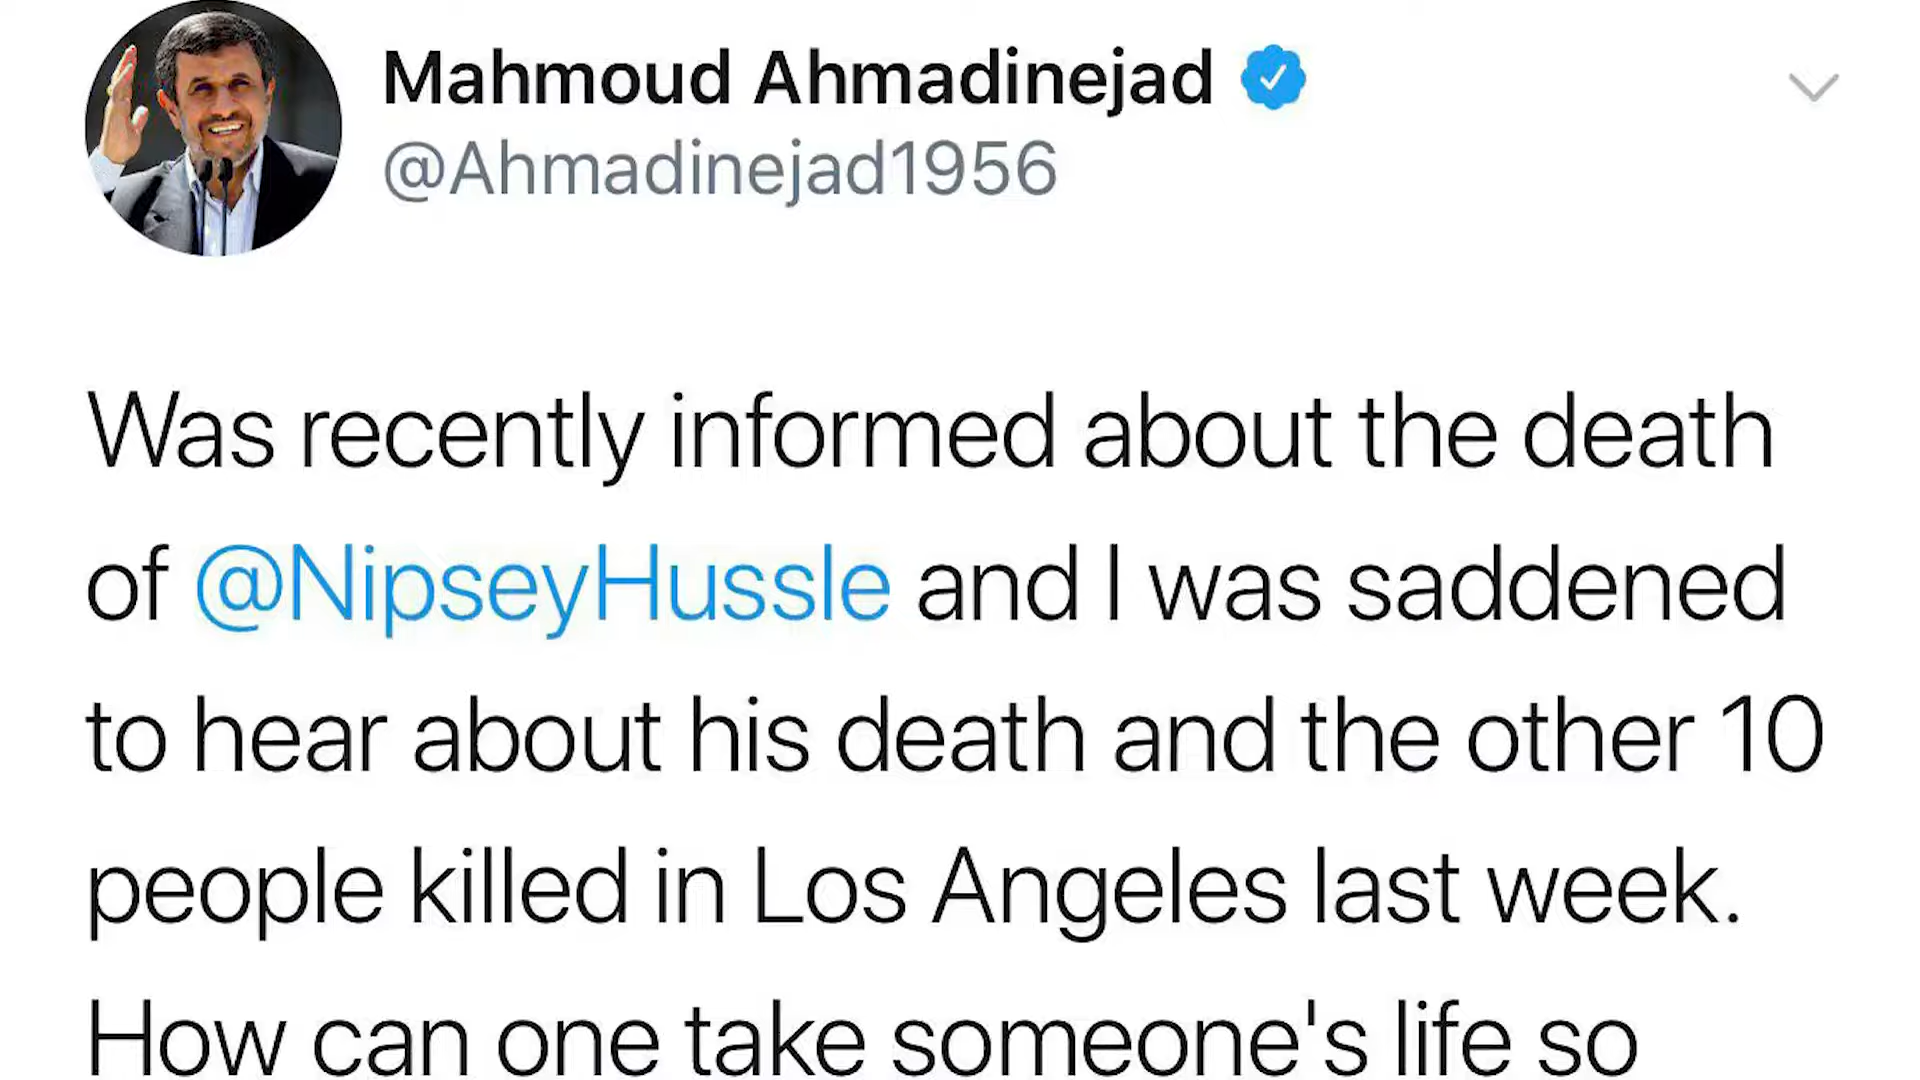 Mahmoud Ahmadinejad
@Ahmadinejad1956
Was recently informed about the death
of @NipseyHussle and I was saddened
to hear about his death and the other 10
people killed in Los Angeles last week.
How can one take someone's life so